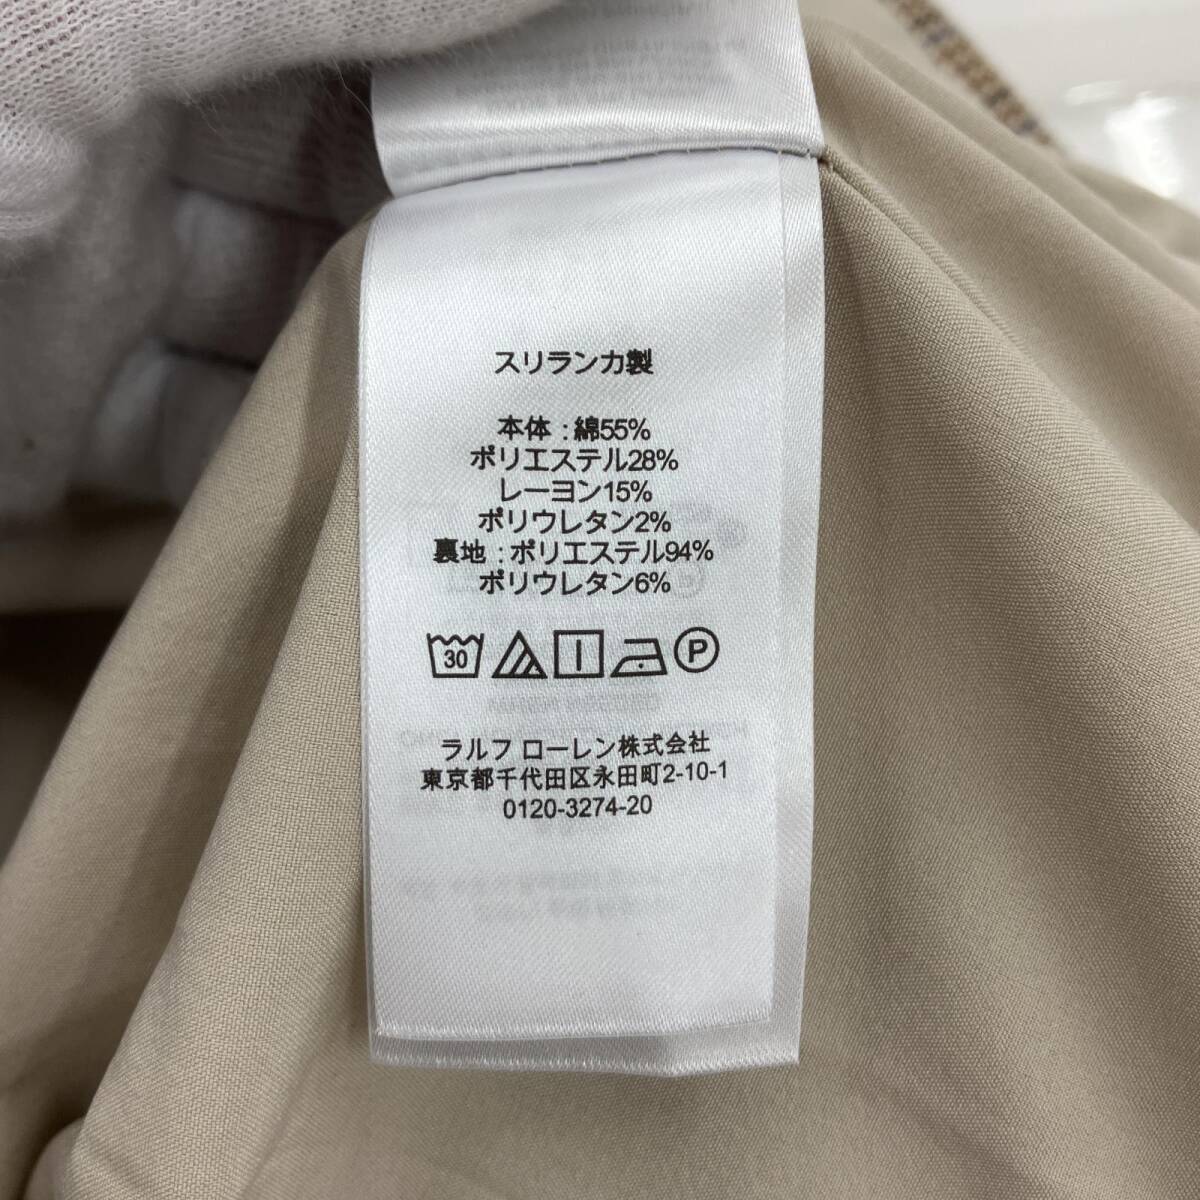 スリランカ製
本体 : 綿55%
ポリエステル28%
レーヨン15%
ポリウレタン2%
裏地 : ポリエステル94%
ポリウレタン6%
30 P
ラルフ ローレン株式会社
東京都千代田区永田町2-10-1
0120-3274-20